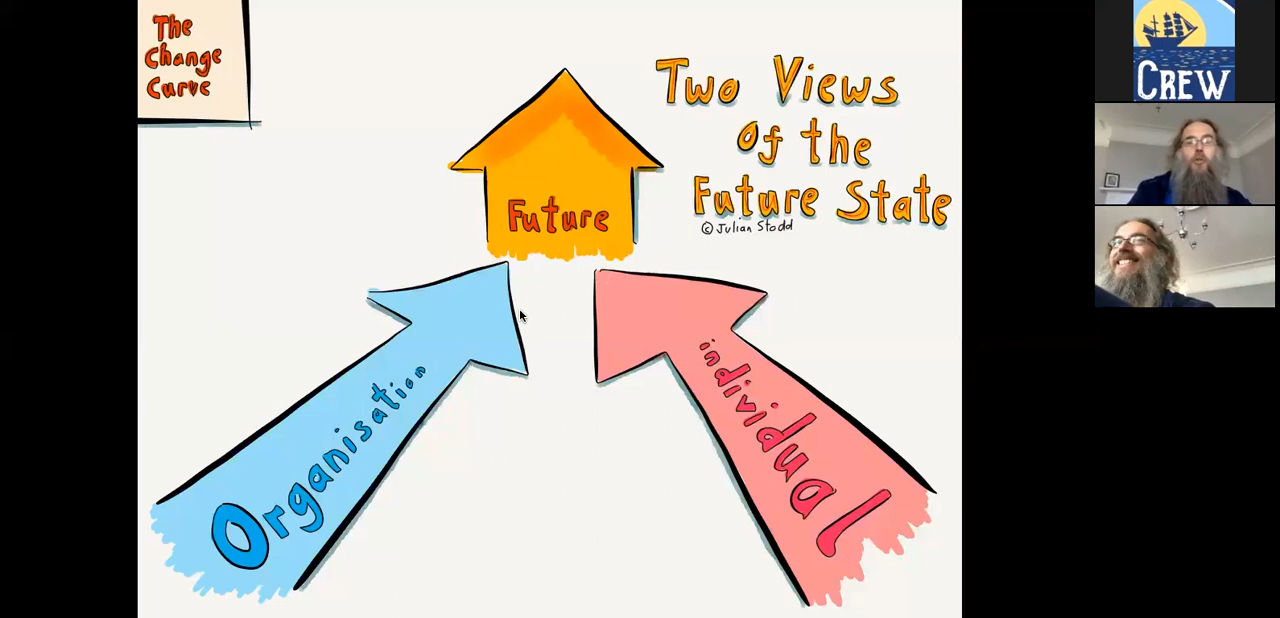 The
Change
Curve
Two Views
of the
Future State
© Julian Stodd
Future
Organisation
individual
CREW